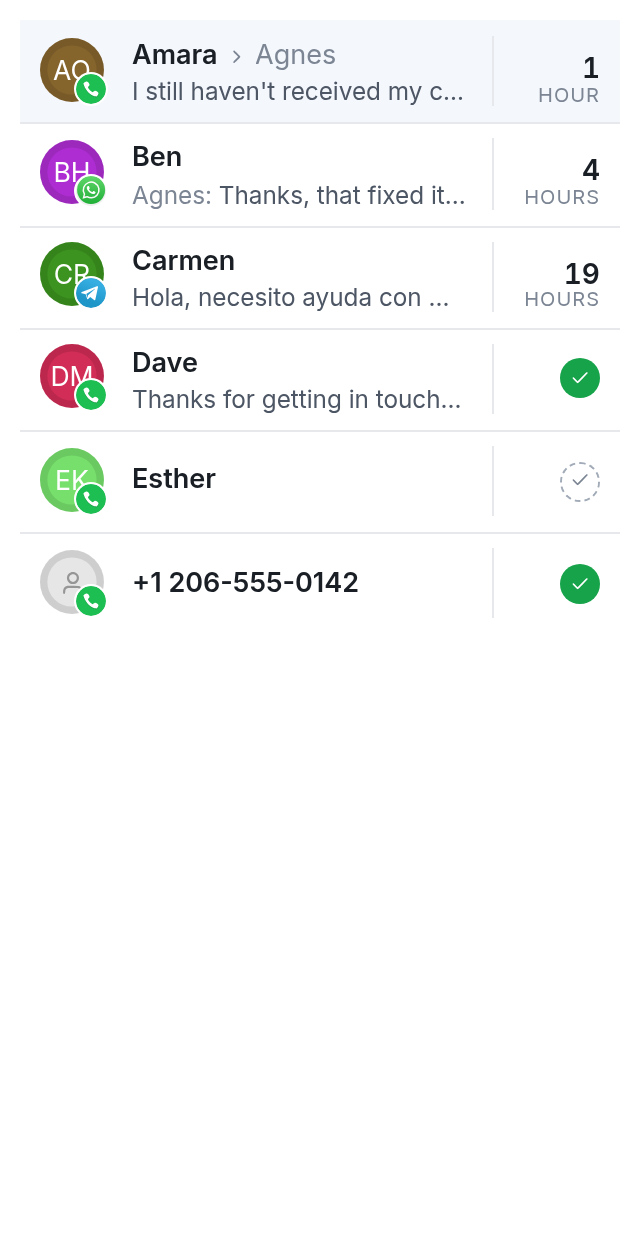 AO
Amara › Agnes
I still haven't received my c...
1
HOUR
BH
Ben
Agnes: Thanks, that fixed it...
4
HOURS
CR
Carmen
Hola, necesito ayuda con ...
19
HOURS
DM
Dave
Thanks for getting in touch...
EK
Esther
+1 206-555-0142